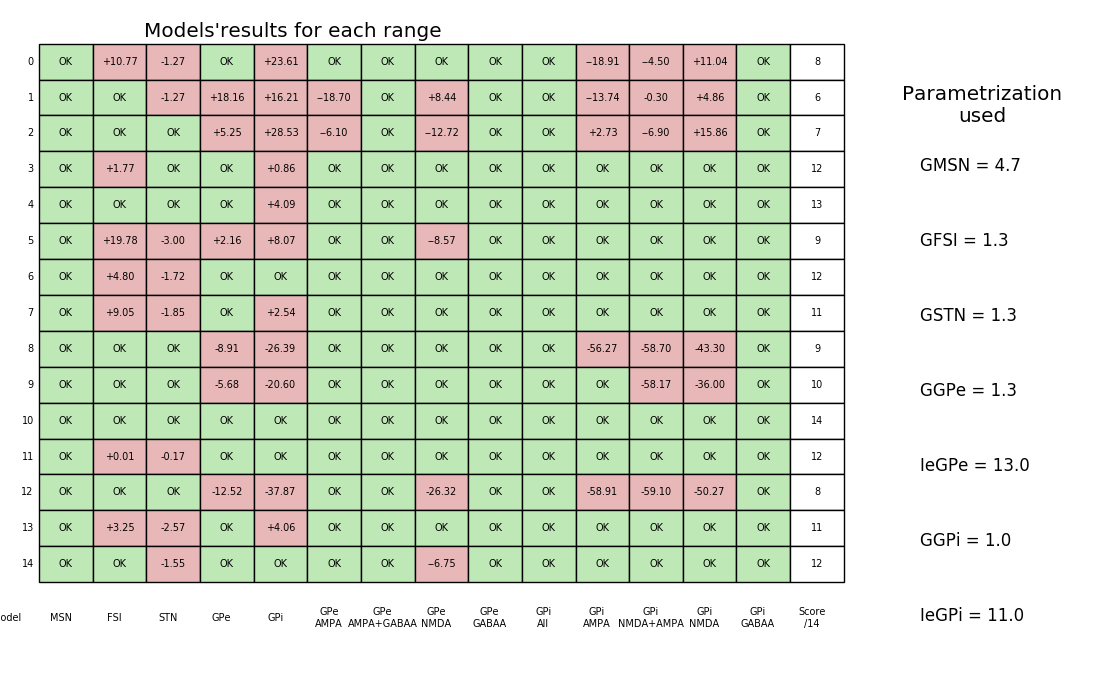 Models'results for each range
0 OK +10.77 -1.27 OK +23.61 OK OK OK OK OK −18.91 −4.50 +11.04 OK 8
1 OK OK -1.27 +18.16 +16.21 −18.70 OK +8.44 OK OK −13.74 -0.30 +4.86 OK 6
2 OK OK OK +5.25 +28.53 −6.10 OK −12.72 OK OK +2.73 −6.90 +15.86 OK 7
3 OK +1.77 OK OK +0.86 OK OK OK OK OK OK OK OK OK 12
4 OK OK OK OK +4.09 OK OK OK OK OK OK OK OK OK 13
5 OK +19.78 -3.00 +2.16 +8.07 OK OK −8.57 OK OK OK OK OK OK 9
6 OK +4.80 -1.72 OK OK OK OK OK OK OK OK OK OK OK 12
7 OK +9.05 -1.85 OK +2.54 OK OK OK OK OK OK OK OK OK 11
8 OK OK OK -8.91 -26.39 OK OK OK OK OK -56.27 -58.70 -43.30 OK 9
9 OK OK OK -5.68 -20.60 OK OK OK OK OK OK -58.17 -36.00 OK 10
10 OK OK OK OK OK OK OK OK OK OK OK OK OK OK 14
11 OK +0.01 -0.17 OK OK OK OK OK OK OK OK OK OK OK 12
12 OK OK OK -12.52 -37.87 OK OK -26.32 OK OK -58.91 -59.10 -50.27 OK 8
13 OK +3.25 -2.57 OK +4.06 OK OK OK OK OK OK OK OK OK 11
14 OK OK -1.55 OK OK OK OK −6.75 OK OK OK OK OK OK 12
odel MSN FSI STN GPe GPi GPe GPe GPe GPe GPi GPi GPi GPi GPi Score
AMPA AMPA+GABAA NMDA GABAA All AMPA NMDA+AMPA NMDA GABAA /14
Parametrization
used
GMSN = 4.7
GFSI = 1.3
GSTN = 1.3
GGPe = 1.3
IeGPe = 13.0
GGPi = 1.0
IeGPi = 11.0